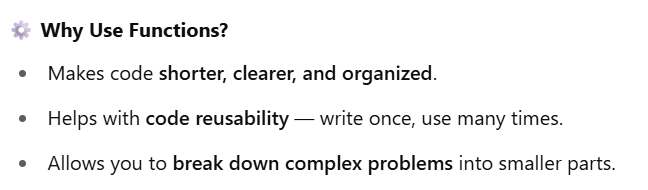 Why Use Functions?
• Makes code shorter, clearer, and organized.
• Helps with code reusability — write once, use many times.
• Allows you to break down complex problems into smaller parts.